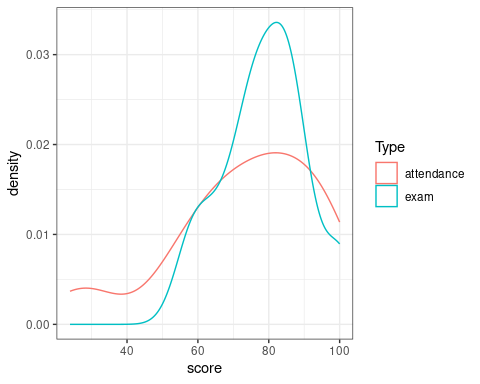 0.03
0.02
0.01
0.00
density
40 60 80 100
score
Type
attendance
exam